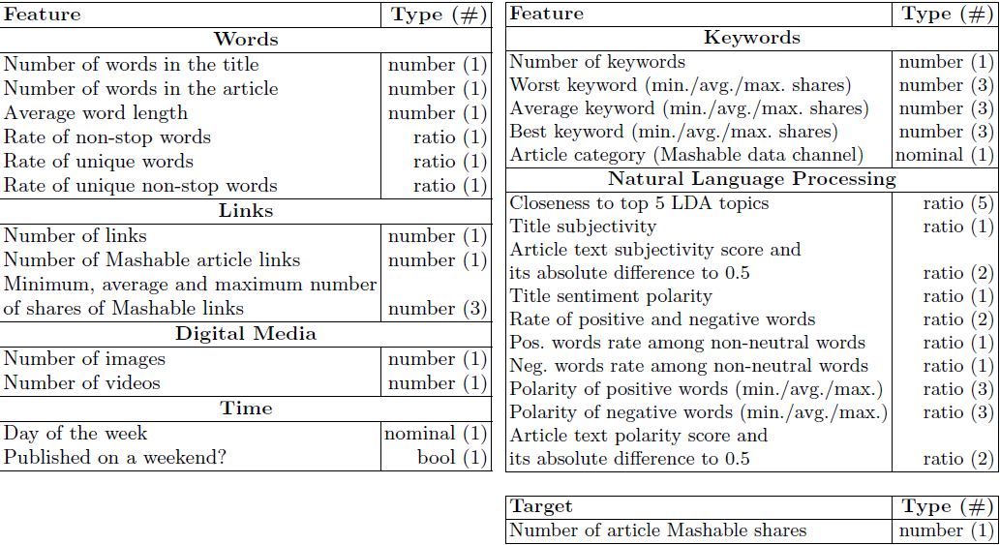 Feature Type (#)
Words
Number of words in the title number (1)
Number of words in the article number (1)
Average word length number (1)
Rate of non-stop words ratio (1)
Rate of unique words ratio (1)
Rate of unique non-stop words ratio (1)
Links
Number of links number (1)
Number of Mashable article links number (1)
Minimum, average and maximum number
of shares of Mashable links number (3)
Digital Media
Number of images number (1)
Number of videos number (1)
Time
Day of the week nominal (1)
Published on a weekend? bool (1)
Feature Type (#)
Keywords
Number of keywords number (1)
Worst keyword (min./avg./max. shares) number (3)
Average keyword (min./avg./max. shares) number (3)
Best keyword (min./avg./max. shares) number (3)
Article category (Mashable data channel) nominal (1)
Natural Language Processing
Closeness to top 5 LDA topics ratio (5)
Title subjectivity ratio (1)
Article text subjectivity score and
its absolute difference to 0.5 ratio (2)
Title sentiment polarity ratio (1)
Rate of positive and negative words ratio (2)
Pos. words rate among non-neutral words ratio (1)
Neg. words rate among non-neutral words ratio (1)
Polarity of positive words (min./avg./max.) ratio (3)
Polarity of negative words (min./avg./max.) ratio (3)
Article text polarity score and
its absolute difference to 0.5 ratio (2)
Target Type (#)
Number of article Mashable shares number (1)